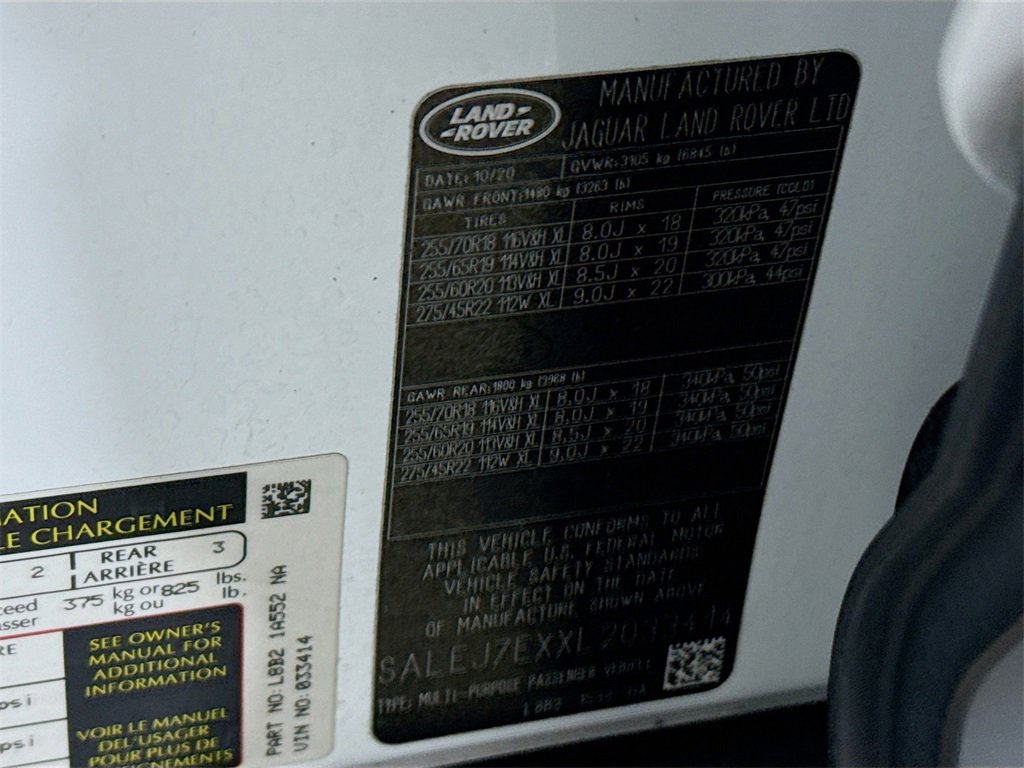 LAND-
-ROVER
MANUFACTURED BY
JAGUAR LAND ROVER LTD
DATE: 10/20
GVWR:3105 kg (6845 lb)
GAWR FRONT:1480 kg (3263 lb)
TIRES RIMS PRESSURE (COLD)
255/70R18 116V&H XL 8.0J x 18 320kPa, 47psi
255/65R19 114V&H XL 8.0J x 19 320kPa, 47psi
255/60R20 113V&H XL 8.5J x 20 320kPa, 47psi
275/45R22 112W XL 9.0J x 22 300kPa, 44psi
GAWR REAR:1800 kg (3968 lb)
255/70R18 116V&H XL 8.0J x 18 340kPa, 50psi
255/65R19 114V&H XL 8.0J x 19 340kPa, 50psi
255/60R20 113V&H XL 8.5J x 20 340kPa, 50psi
275/45R22 112W XL 9.0J x 22 340kPa, 50psi
THIS VEHICLE CONFORMS TO ALL
APPLICABLE U.S. FEDERAL MOTOR
VEHICLE SAFETY STANDARDS
IN EFFECT ON THE DATE
OF MANUFACTURE SHOWN ABOVE
SALEJ7EXXL2033414
TYPE: MULTI-PURPOSE PASSENGER
MATION
LE CHARGEMENT
2 REAR 3
ARRIÈRE
375 kg or 825 lbs.
kg ou lb.
SEE OWNER'S
MANUAL FOR
ADDITIONAL
INFORMATION
psi
VOIR LE MANUEL
DEL'USAGER
POUR PLUS DE
psi
PART NO: L8B2 1A552 NA
VIN NO: 033414